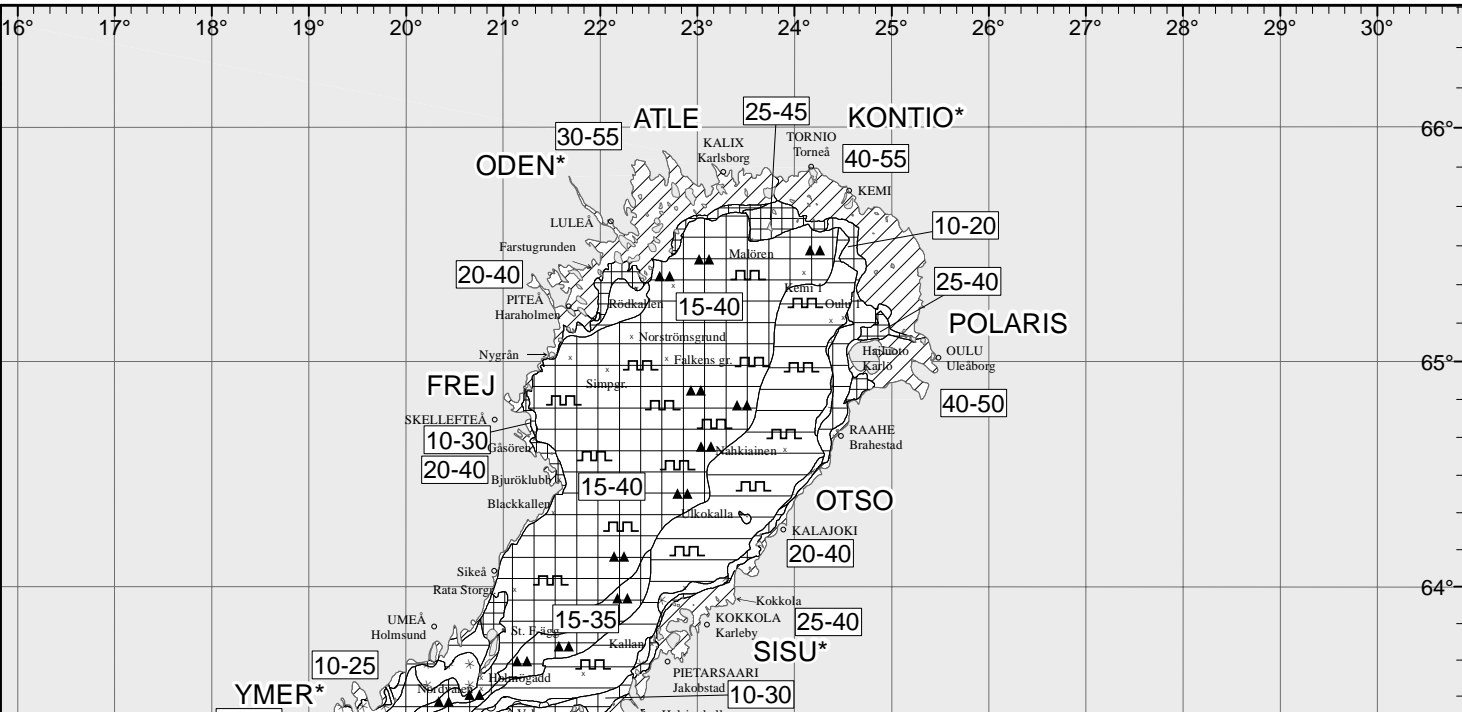 16° 17° 18° 19° 20° 21° 22° 23° 24° 25° 26° 27° 28° 29° 30°
66°
65°
64°
ATLE
25-45
KONTIO*
30-55
KALIX
Karlsborg
TORNIO
Torneå
40-55
ODEN*
KEMI
LULEÅ
10-20
Farstugrunden
Malören
20-40
25-40
Kemi 1
PITEÅ
Haraholmen
Rödkallen
15-40
Oulu 1
POLARIS
Norströmsgrund
Nygrån
Falkens gr.
Hailuoto
Karlö
OULU
Uleåborg
FREJ
Simpgr.
40-50
SKELLEFTEÅ
10-30
Gåsören
RAAHE
Brahestad
20-40
Nahkiainen
Bjuröklubb
15-40
OTSO
Blackkallen
Ulkokalla
KALAJOKI
20-40
Sikeå
Rata Storgr
Kokkola
UMEÅ
Holmsund
15-35
KOKKOLA
Karleby
25-40
Kallan
SISU*
10-25
PIETARSAARI
Jakobstad
Holmögadd
Nordvalen
10-30
YMER*